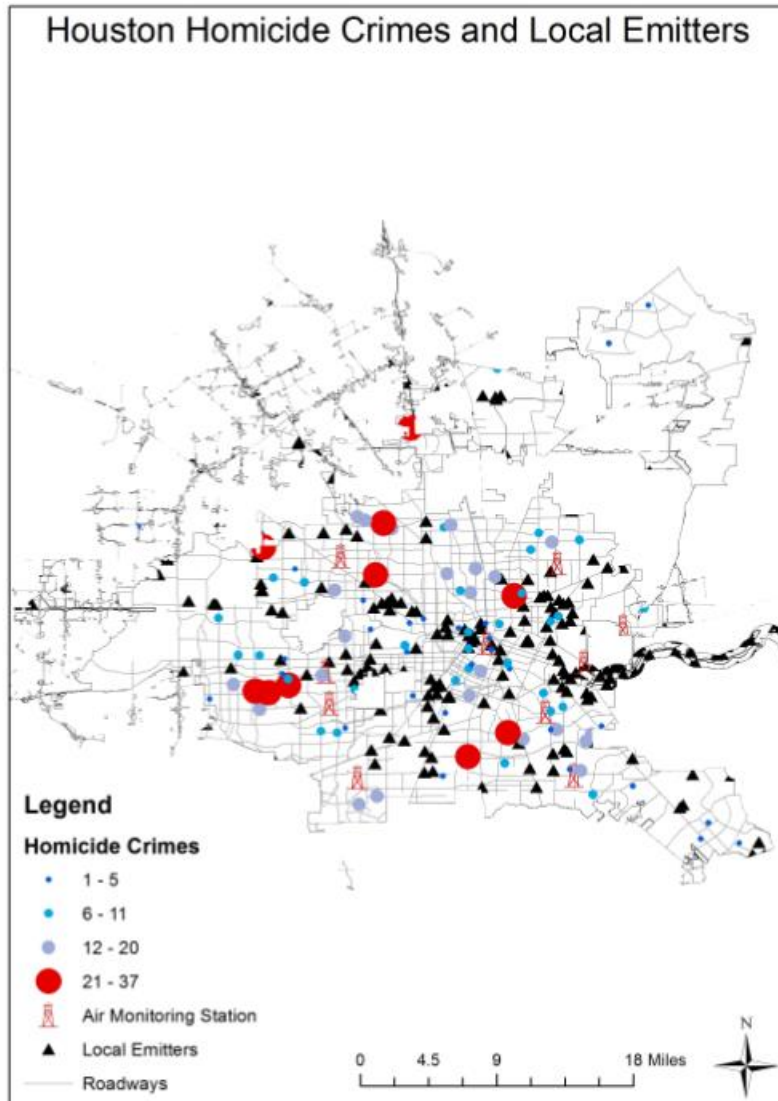 Houston Homicide Crimes and Local Emitters
Legend
Homicide Crimes
1 - 5
6 - 11
12 - 20
21 - 37
Air Monitoring Station
Local Emitters
Roadways
N
0 4.5 9 18 Miles